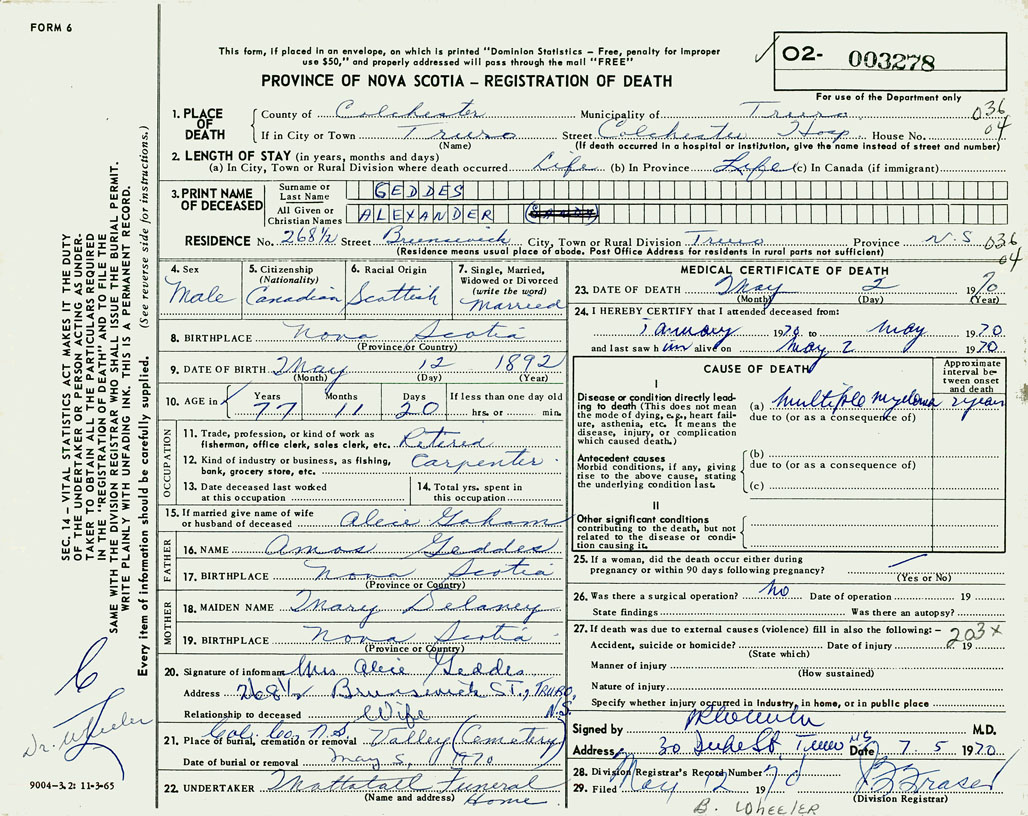 FORM 6
This form, if placed in an envelope, on which is printed "Dominion Statistics – Free, penalty for improper
use $50," and properly addressed will pass through the mail "FREE"
PROVINCE OF NOVA SCOTIA – REGISTRATION OF DEATH
O2- 003278
For use of the Department only
1. PLACE OF DEATH
County of Colchester Municipality of Truro 036
If in City or Town Truro Street Colchester Hosp House No. 04
(Name) (If death occurred in a hospital or institution, give the name instead of street and number)
2. LENGTH OF STAY (in years, months and days)
(a) In City, Town or Rural Division where death occurred Life (b) In Province Life (c) In Canada (if immigrant)
3. PRINT NAME OF DECEASED
Surname or Last Name GEDDES
All Given or Christian Names ALEXANDER
RESIDENCE No. 268½ Street Brunswick City, Town or Rural Division Truro Province N.S 036
(Residence means usual place of abode. Post Office Address for residents in rural parts not sufficient) 04
4. Sex Male
5. Citizenship (Nationality) Canadian
6. Racial Origin Scottish
7. Single, Married, Widowed or Divorced (write the word) Married
8. BIRTHPLACE Nova Scotia
(Province or Country)
9. DATE OF BIRTH May 12 1892
(Month) (Day) (Year)
10. AGE in Years Months Days If less than one day old
77 11 20 hrs. or min.
OCCUPATION
11. Trade, profession, or kind of work as
fisherman, office clerk, sales clerk, etc. Retired
12. Kind of industry or business, as fishing,
bank, grocery store, etc. Carpenter
13. Date deceased last worked
at this occupation
14. Total yrs. spent in
this occupation
15. If married give name of wife
or husband of deceased Alice
FATHER
16. NAME Amos Geddes
17. BIRTHPLACE Nova Scotia
(Province or Country)
MOTHER
18. MAIDEN NAME Mary Delaney
19. BIRTHPLACE Nova Scotia
(Province or Country)
20. Signature of informant Mrs Alice Geddes
Address 268½ Brunswick St., TRURO, N.S.
Relationship to deceased Wife
21. Place of burial, cremation or removal Valley (Cemetery) Col. Co. N.S
Date of burial or removal May 5, 1970
22. UNDERTAKER Mattatall Funeral Home
(Name and address)
MEDICAL CERTIFICATE OF DEATH
23. DATE OF DEATH May 2 1970
(Month) (Day) (Year)
24. I HEREBY CERTIFY that I attended deceased from:
January 1970 to May 1970
and last saw him alive on May 2 1970
CAUSE OF DEATH
Approximate interval between onset and death
I
Disease or condition directly leading to death (This does not mean the mode of dying, e.g., heart failure, asthenia, etc. It means the disease, injury, or complication which caused death.)
(a) multiple myeloma 2 years
due to (or as a consequence of)
Antecedent causes
Morbid conditions, if any, giving rise to the above cause, stating the underlying condition last.
(b)
due to (or as a consequence of)
(c)
II
Other significant conditions
contributing to the death, but not related to the disease or condition causing it.
25. If a woman, did the death occur either during
pregnancy or within 90 days following pregnancy?
(Yes or No)
26. Was there a surgical operation? No Date of operation 19
State findings Was there an autopsy?
27. If death was due to external causes (violence) fill in also the following:– 203x
Accident, suicide or homicide? Date of injury 19
(State which)
Manner of injury
(How sustained)
Nature of injury
Specify whether injury occurred in Industry, in home, or in public place
Signed by M.D.
Address 30 Duke St Truro NS Date 7 5 1970
28. Division Registrar's Record Number
29. Filed May 12 1970 Fraser
(Division Registrar)
B. WHEELER
SEC. 14 – VITAL STATISTICS ACT MAKES IT THE DUTY
OF THE UNDERTAKER OR PERSON ACTING AS UNDER-
TAKER TO OBTAIN ALL THE PARTICULARS REQUIRED
IN THE "REGISTRATION OF DEATH" AND TO FILE THE
SAME WITH THE DIVISION REGISTRAR WHO SHALL ISSUE THE BURIAL PERMIT.
WRITE PLAINLY WITH UNFADING INK. THIS IS A PERMANENT RECORD.
Every item of information should be carefully supplied. (See reverse side for instructions.)
Dr. Wheeler
9004-3.2: 11-3-65